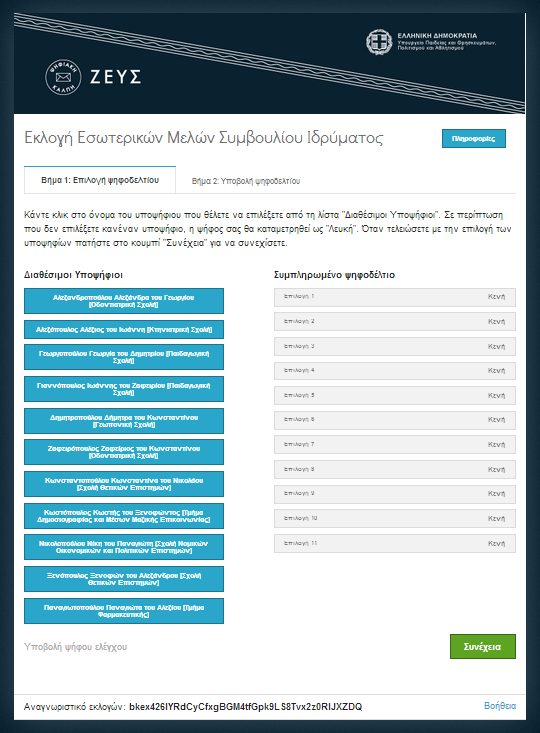 ΕΛΛΗΝΙΚΗ ΔΗΜΟΚΡΑΤΙΑ
Υπουργείο Παιδείας και Θρησκευμάτων,
Πολιτισμού και Αθλητισμού
ΨΗΦΙΑΚΗ
ΚΑΛΠΗ
ΖΕΥΣ
Εκλογή Εσωτερικών Μελών Συμβουλίου Ιδρύματος
Πληροφορίες
Βήμα 1: Επιλογή ψηφοδελτίου
Βήμα 2: Υποβολή ψηφοδελτίου
Κάντε κλικ στο όνομα του υποψήφιου που θέλετε να επιλέξετε από τη λίστα "Διαθέσιμοι Υποψήφιοι". Σε περίπτωση
που δεν επιλέξετε κανέναν υποψήφιο, η ψήφος σας θα καταμετρηθεί ως "Λευκή". Όταν τελειώσετε με την επιλογή των
υποψηφίων πατήστε στο κουμπί "Συνέχεια" για να συνεχίσετε.
Διαθέσιμοι Υποψήφιοι
Αλεξανδροπούλου Αλεξάνδρα του Γεωργίου
[Οδοντιατρική Σχολή]
Αλεξόπουλος Αλέξιος του Ιωάννη [Κτηνιατρική Σχολή]
Γεωργοπούλου Γεωργία του Δημητρίου [Παιδαγωγική
Σχολή]
Γιαννόπουλος Ιωάννης του Ζαφειρίου [Παιδαγωγική
Σχολή]
Δημητροπούλου Δήμητρα του Κωνσταντίνου
[Γεωπονική Σχολή]
Ζαφειρόπουλος Ζαφείριος του Κωνσταντίνου
[Οδοντιατρική Σχολή]
Κωνσταντοπούλου Κωνσταντίνα του Νικολάου
[Σχολή Θετικών Επιστημών]
Κωστόπουλος Κωστής του Ξενοφώντος [Τμήμα
Δημοσιογραφίας και Μέσων Μαζικής Επικοινωνίας]
Νικολοπούλου Νίκη του Παναγιώτη [Σχολή Νομικών
Οικονομικών και Πολιτικών Επιστημών]
Ξενόπουλος Ξενοφών του Αλεξάνδρου [Σχολή
Θετικών Επιστημών]
Παναγιωτοπούλου Παναγιώτα του Αλεξίου [Τμήμα
Φαρμακευτικής]
Συμπληρωμένο ψηφοδέλτιο
Επιλογή 1 Κενή
Επιλογή 2 Κενή
Επιλογή 3 Κενή
Επιλογή 4 Κενή
Επιλογή 5 Κενή
Επιλογή 6 Κενή
Επιλογή 7 Κενή
Επιλογή 8 Κενή
Επιλογή 9 Κενή
Επιλογή 10 Κενή
Επιλογή 11 Κενή
Υποβολή ψήφου ελέγχου
Συνέχεια
Αναγνωριστικό εκλογών: bkex426IYRdCyCfxgBGM4tfGpk9LS8Tvx2z0RIJXZDQ
Βοήθεια